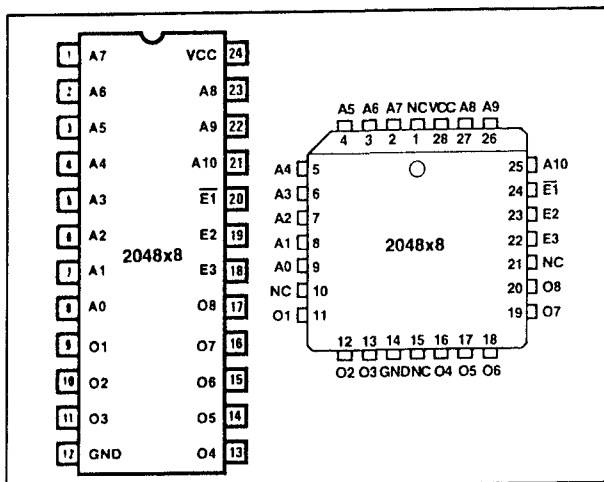 1 A7 VCC 24
2 A6 A8 23
3 A5 A9 22
4 A4 A10 21
5 A3 E̅1̅ 20
6 A2 E2 19
2048x8
7 A1 E3 18
8 A0 O8 17
9 O1 O7 16
10 O2 O6 15
11 O3 O5 14
12 GND O4 13
A5 A6 A7 NC VCC A8 A9
4 3 2 1 28 27 26
A4 5 25 A10
A3 6 24 E̅1̅
A2 7 23 E2
A1 8 2048x8 22 E3
A0 9 21 NC
NC 10 20 O8
O1 11 19 O7
12 13 14 15 16 17 18
O2 O3 GND NC O4 O5 O6